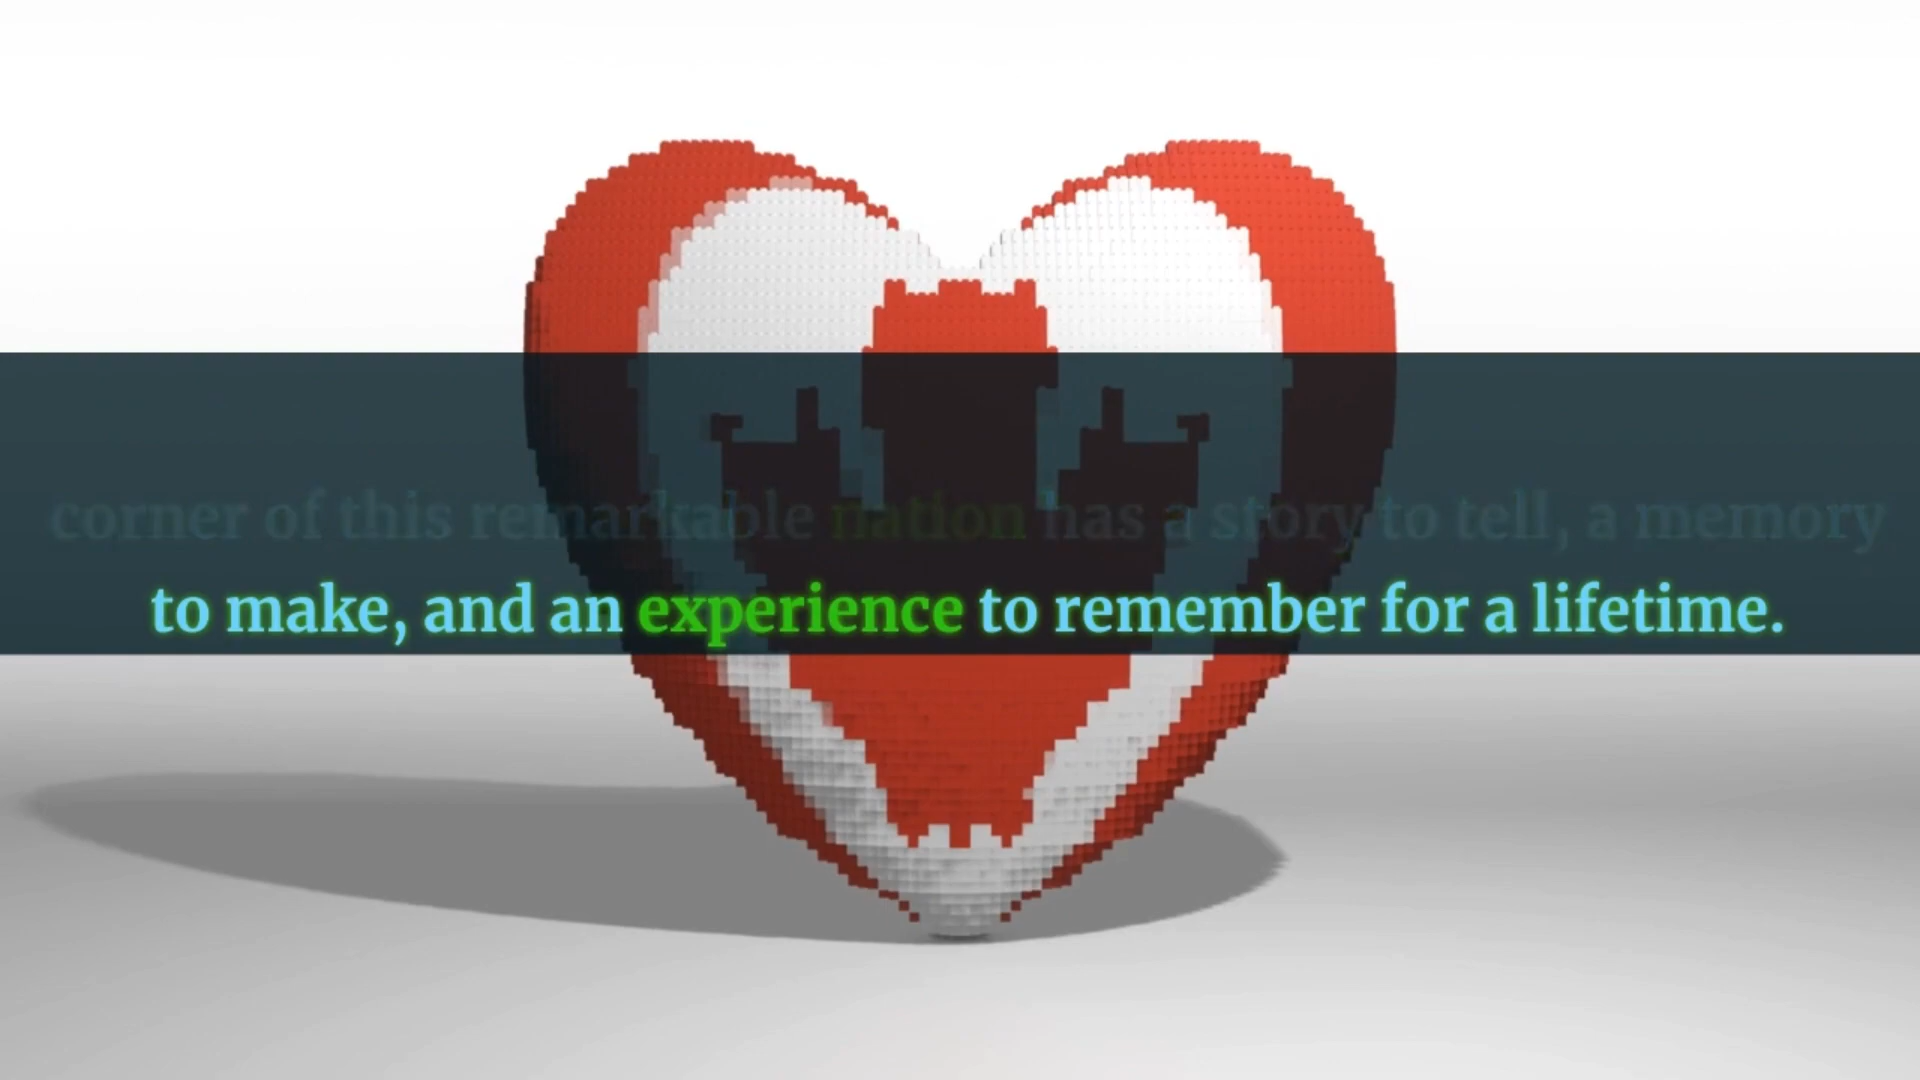 corner of this remarkable nation has a story to tell, a memory
to make, and an experience to remember for a lifetime.